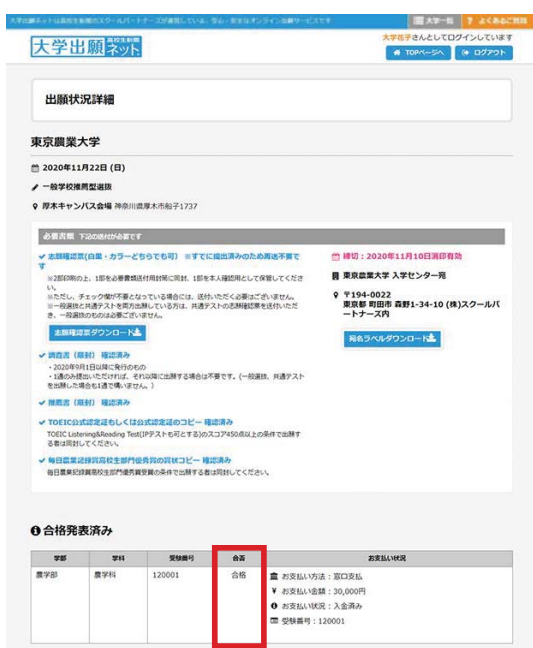 大学出願ネットは高校生新聞のスクールパートナーズが運営している、安心・安全なオンライン出願サービスです
大学一覧
? よくあるご質問
大学出願 高校生新聞 ネット
大学花子さんとしてログインしています
TOPページへ
ログアウト
出願状況詳細
東京農業大学
2020年11月22日 (日)
一般学校推薦型選抜
厚木キャンパス会場 神奈川県厚木市船子1737
必要書類 下記の送付が必要です
志願確認票(白黒・カラーどちらでも可) ※すでに提出済みのため再送不要です
※2部印刷の上、1部を必要書類送付用封筒に同封、1部を本人確認用として保管してください。
※ただし、チェック欄が不要となっている場合には、送付いただく必要はございません。
※一般選抜と共通テストを両方出願している方は、共通テストの志願確認票を送付いただき、一般選抜のものは必要ございません。
志願確認票ダウンロード
調査書（厳封）確認済み
・2020年9月1日以降に発行のもの
・1通のみ提出いただければ、それ以降に出願する場合は不要です。(一般選抜、共通テストを出願した場合も1通で構いません。)
推薦書（厳封）確認済み
TOEIC公式認定証もしくは公式認定証のコピー 確認済み
TOEIC Listening&Reading Test(IPテストも可とする)のスコア450点以上の条件で出願する者は同封してください。
毎日農業記録賞高校生部門優秀賞の賞状コピー 確認済み
毎日農業記録賞高校生部門優秀賞受賞の条件で出願する者は同封してください。
締切：2020年11月10日消印有効
東京農業大学 入学センター宛
〒194-0022
東京都 町田市 森野1-34-10 (株)スクールパートナーズ内
宛名ラベルダウンロード
合格発表済み
学部 学科 受験番号 合否 お支払い状況
農学部 農学科 120001 合格 お支払い方法：窓口支払
¥ お支払い金額：30,000円
お支払い状況：入金済み
受験番号：120001